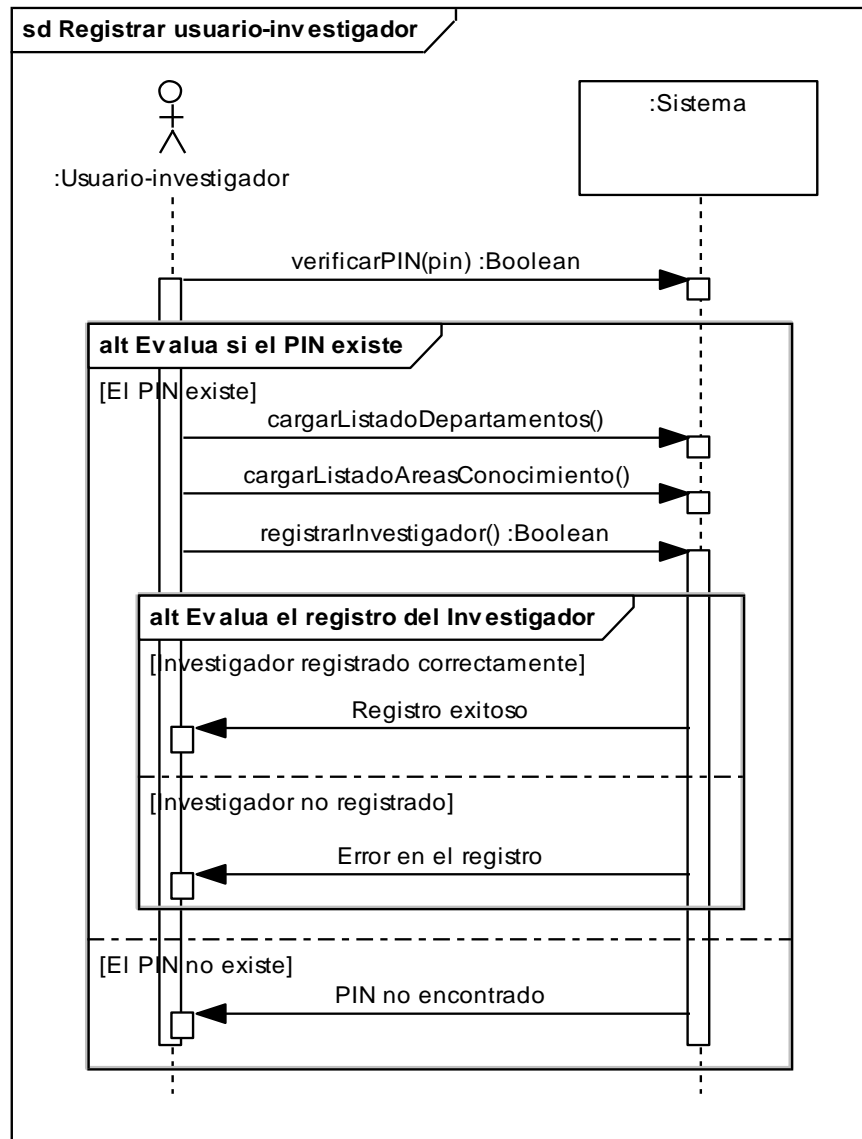 sd Registrar usuario-investigador
:Usuario-investigador
:Sistema
verificarPIN(pin) :Boolean
alt Evalua si el PIN existe
[El PIN existe]
cargarListadoDepartamentos()
cargarListadoAreasConocimiento()
registrarInvestigador() :Boolean
alt Evalua el registro del Investigador
[Investigador registrado correctamente]
Registro exitoso
[Investigador no registrado]
Error en el registro
[El PIN no existe]
PIN no encontrado